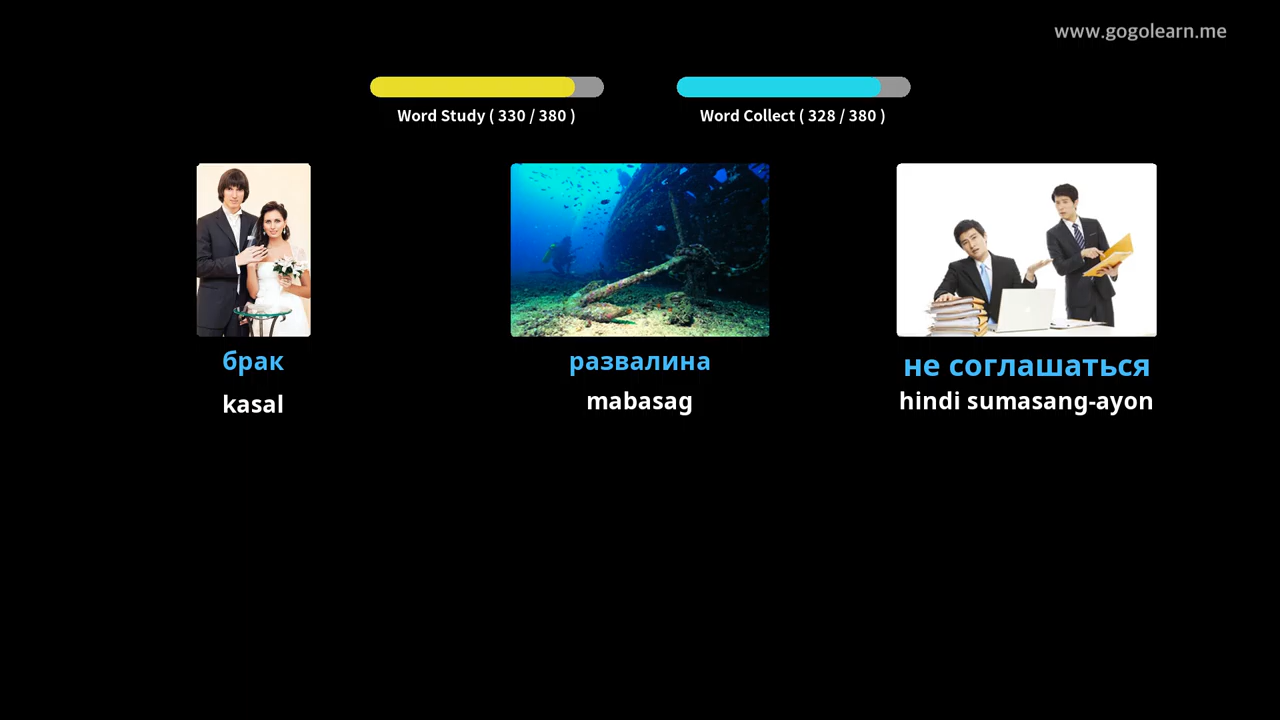 www.gogolearn.me
Word Study ( 330 / 380 )
Word Collect ( 328 / 380 )
брак
развалина
не соглашаться
kasal
mabasag
hindi sumasang-ayon